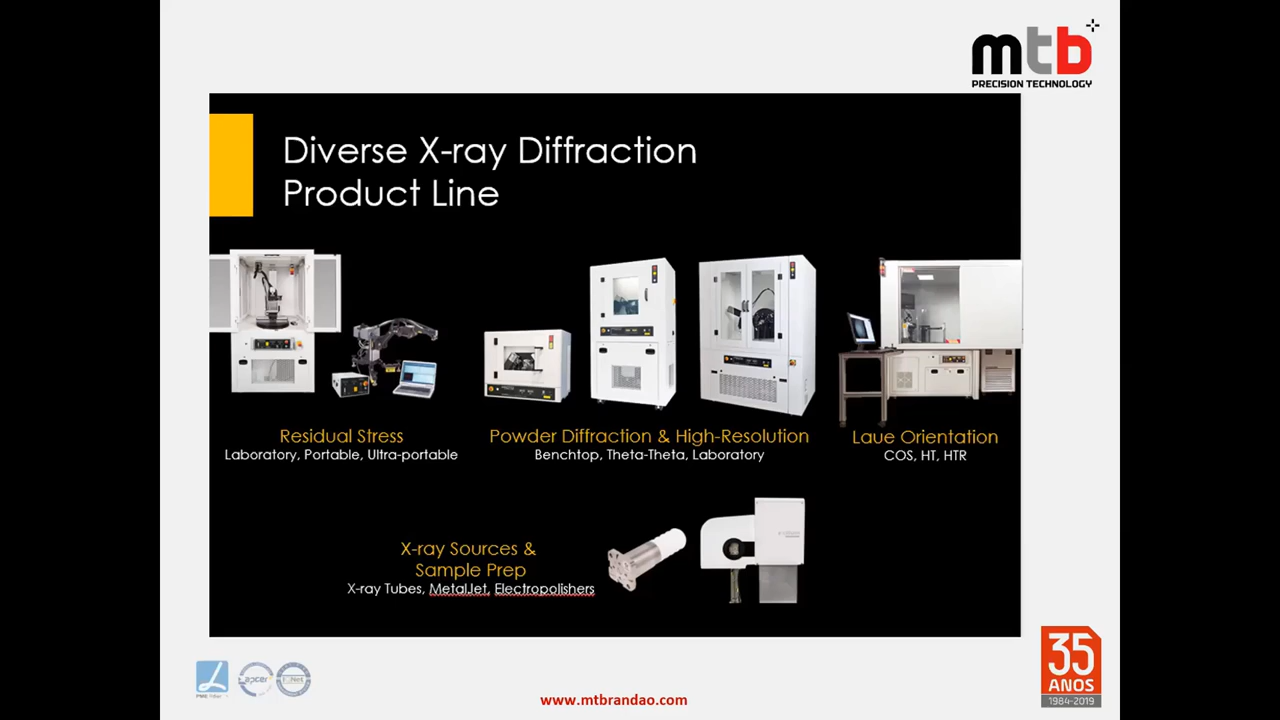 mtb
PRECISION TECHNOLOGY
Diverse X-ray Diffraction
Product Line
Residual Stress
Laboratory, Portable, Ultra-portable
Powder Diffraction & High-Resolution
Benchtop, Theta-Theta, Laboratory
Laue Orientation
COS, HT, HTR
X-ray Sources &
Sample Prep
X-ray Tubes, MetalJet, Electropolishers
35
ANOS
1984-2019
apcer
www.mtbrandao.com